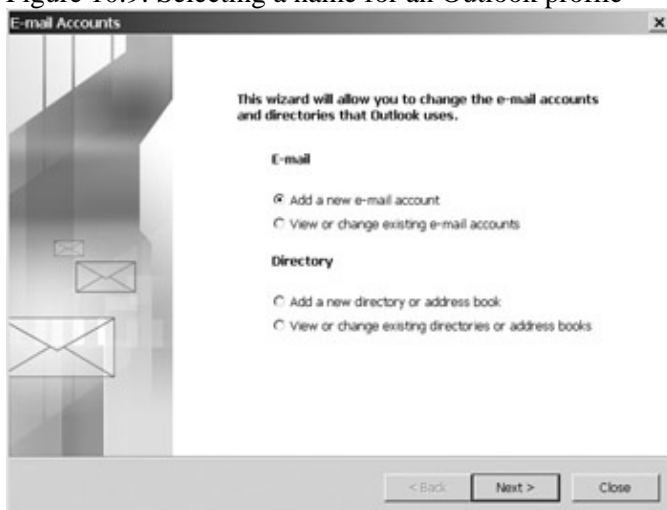 Figure 10.9. Selecting a name for an Outlook profile
E-mail Accounts
This wizard will allow you to change the e-mail accounts
and directories that Outlook uses.
E-mail
Add a new e-mail account
View or change existing e-mail accounts
Directory
Add a new directory or address book
View or change existing directories or address books
< Back
Next >
Close